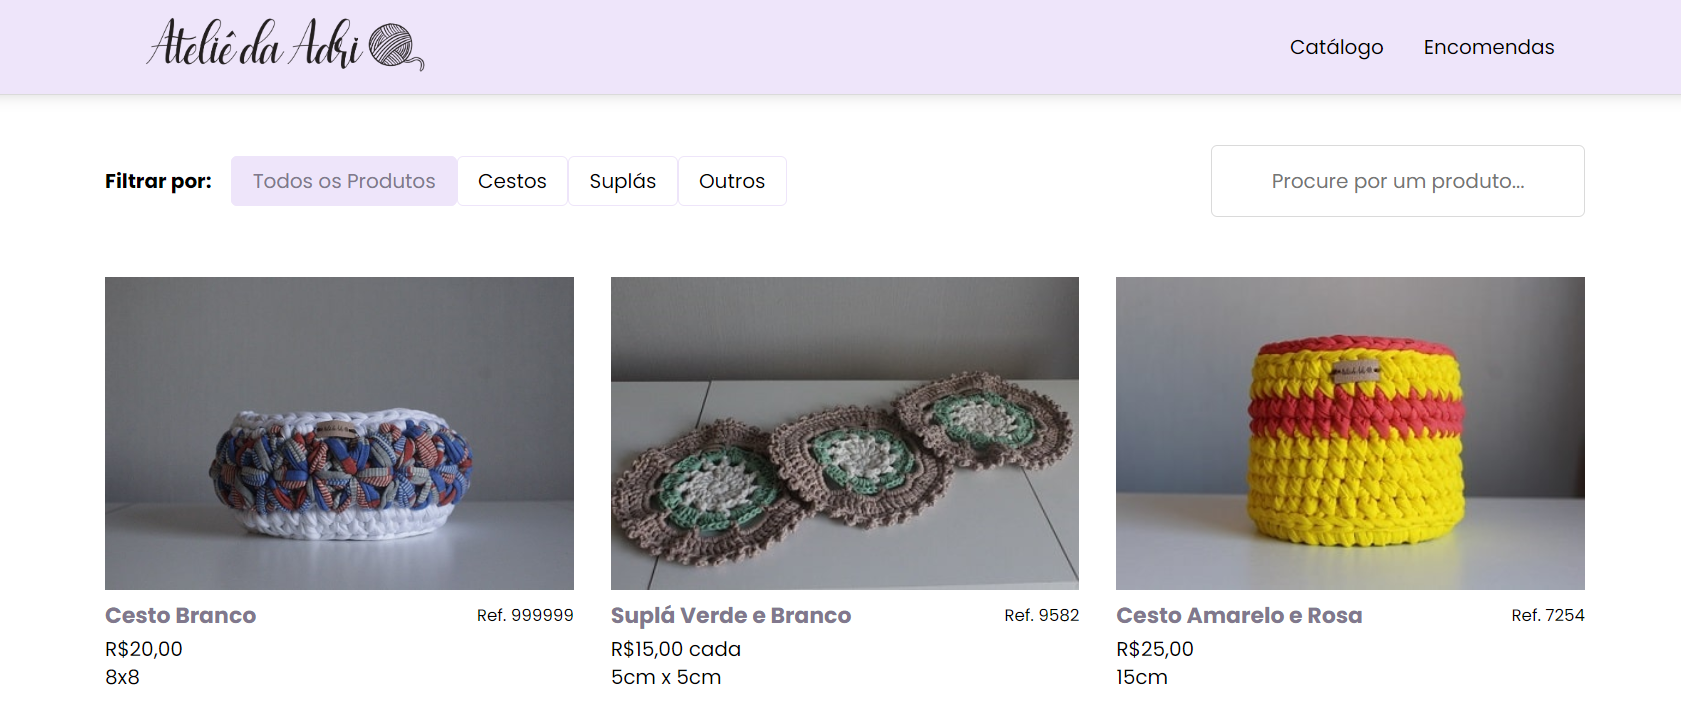 Ateliê da Adri
Catálogo Encomendas
Filtrar por: Todos os Produtos Cestos Suplás Outros
Procure por um produto...
Cesto Branco Ref. 999999
R$20,00
8x8
Suplá Verde e Branco Ref. 9582
R$15,00 cada
5cm x 5cm
Cesto Amarelo e Rosa Ref. 7254
R$25,00
15cm